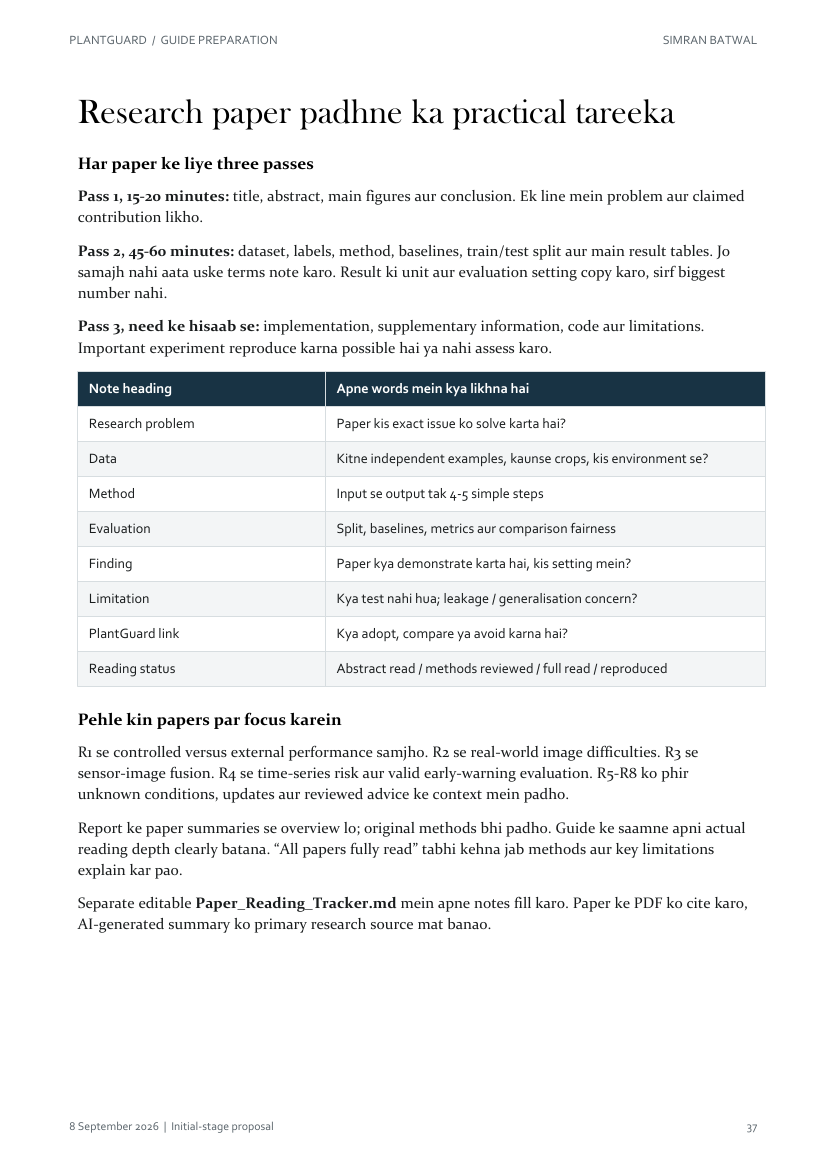 PLANTGUARD / GUIDE PREPARATION SIMRAN BATWAL
Research paper padhne ka practical tareeka
Har paper ke liye three passes
Pass 1, 15-20 minutes: title, abstract, main figures aur conclusion. Ek line mein problem aur claimed
contribution likho.
Pass 2, 45-60 minutes: dataset, labels, method, baselines, train/test split aur main result tables. Jo
samajh nahi aata uske terms note karo. Result ki unit aur evaluation setting copy karo, sirf biggest
number nahi.
Pass 3, need ke hisaab se: implementation, supplementary information, code aur limitations.
Important experiment reproduce karna possible hai ya nahi assess karo.
Note heading Apne words mein kya likhna hai
Research problem Paper kis exact issue ko solve karta hai?
Data Kitne independent examples, kaunse crops, kis environment se?
Method Input se output tak 4-5 simple steps
Evaluation Split, baselines, metrics aur comparison fairness
Finding Paper kya demonstrate karta hai, kis setting mein?
Limitation Kya test nahi hua; leakage / generalisation concern?
PlantGuard link Kya adopt, compare ya avoid karna hai?
Reading status Abstract read / methods reviewed / full read / reproduced
Pehle kin papers par focus karein
R1 se controlled versus external performance samjho. R2 se real-world image difficulties. R3 se
sensor-image fusion. R4 se time-series risk aur valid early-warning evaluation. R5-R8 ko phir
unknown conditions, updates aur reviewed advice ke context mein padho.
Report ke paper summaries se overview lo; original methods bhi padho. Guide ke saamne apni actual
reading depth clearly batana. “All papers fully read” tabhi kehna jab methods aur key limitations
explain kar pao.
Separate editable Paper_Reading_Tracker.md mein apne notes fill karo. Paper ke PDF ko cite karo,
AI-generated summary ko primary research source mat banao.
8 September 2026 | Initial-stage proposal 37